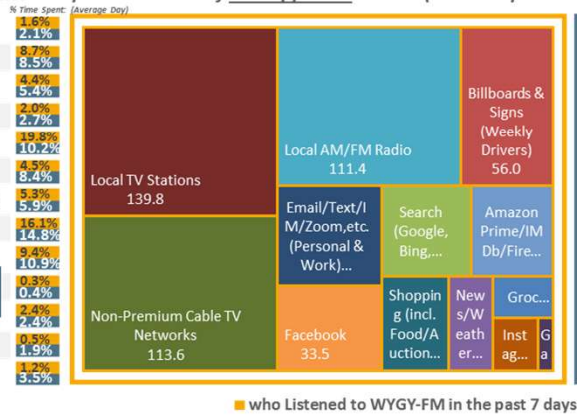 % Time Spent: (Average Day)
1.6%
2.1%
8.7%
8.5%
4.4%
5.4%
2.0%
2.7%
19.8%
10.2%
4.5%
8.4%
5.3%
5.9%
16.1%
14.8%
9.4%
10.9%
0.3%
0.4%
2.4%
2.4%
0.5%
1.9%
1.2%
3.5%
Local TV Stations
139.8
Non-Premium Cable TV
Networks
113.6
Local AM/FM Radio
111.4
Billboards &
Signs
(Weekly
Drivers)
56.0
Email/Text/I
M/Zoom,etc.
(Personal &
Work)...
Facebook
33.5
Search
(Google,
Bing,...
Amazon
Prime/IM
Db/Fire...
Shoppin
g (incl.
Food/A
uction...
New
s/W
eath
er...
Groc...
Inst
ag...
G
a
who Listened to WYGY-FM in the past 7 days